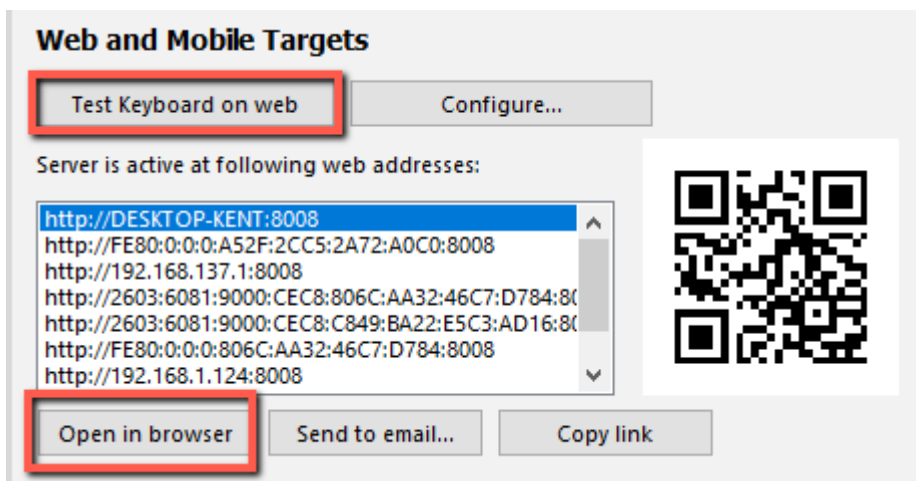 Web and Mobile Targets
Test Keyboard on web
Configure...
Server is active at following web addresses:
http://DESKTOP-KENT:8008
http://FE80:0:0:0:A52F:2CC5:2A72:A0C0:8008
http://192.168.137.1:8008
http://2603:6081:9000:CEC8:806C:AA32:46C7:D784:80
http://2603:6081:9000:CEC8:C849:BA22:E5C3:AD16:80
http://FE80:0:0:0:806C:AA32:46C7:D784:8008
http://192.168.1.124:8008
Open in browser
Send to email...
Copy link